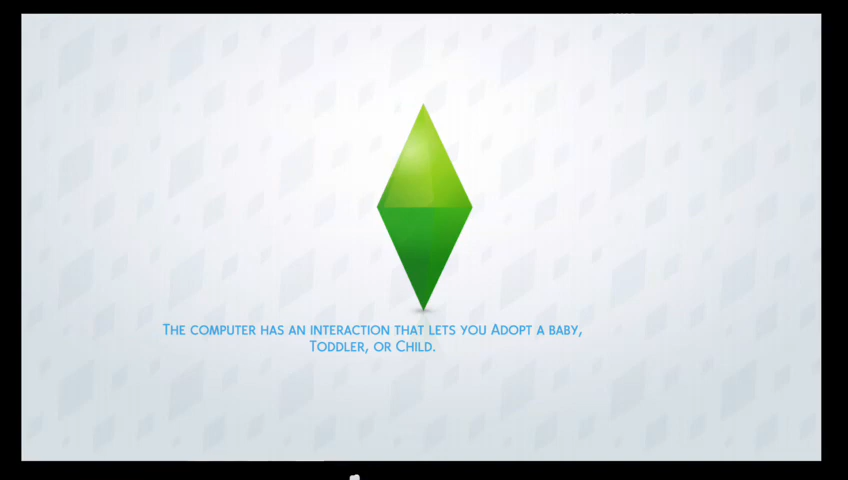 The computer has an interaction that lets you Adopt a baby,
Toddler, or Child.